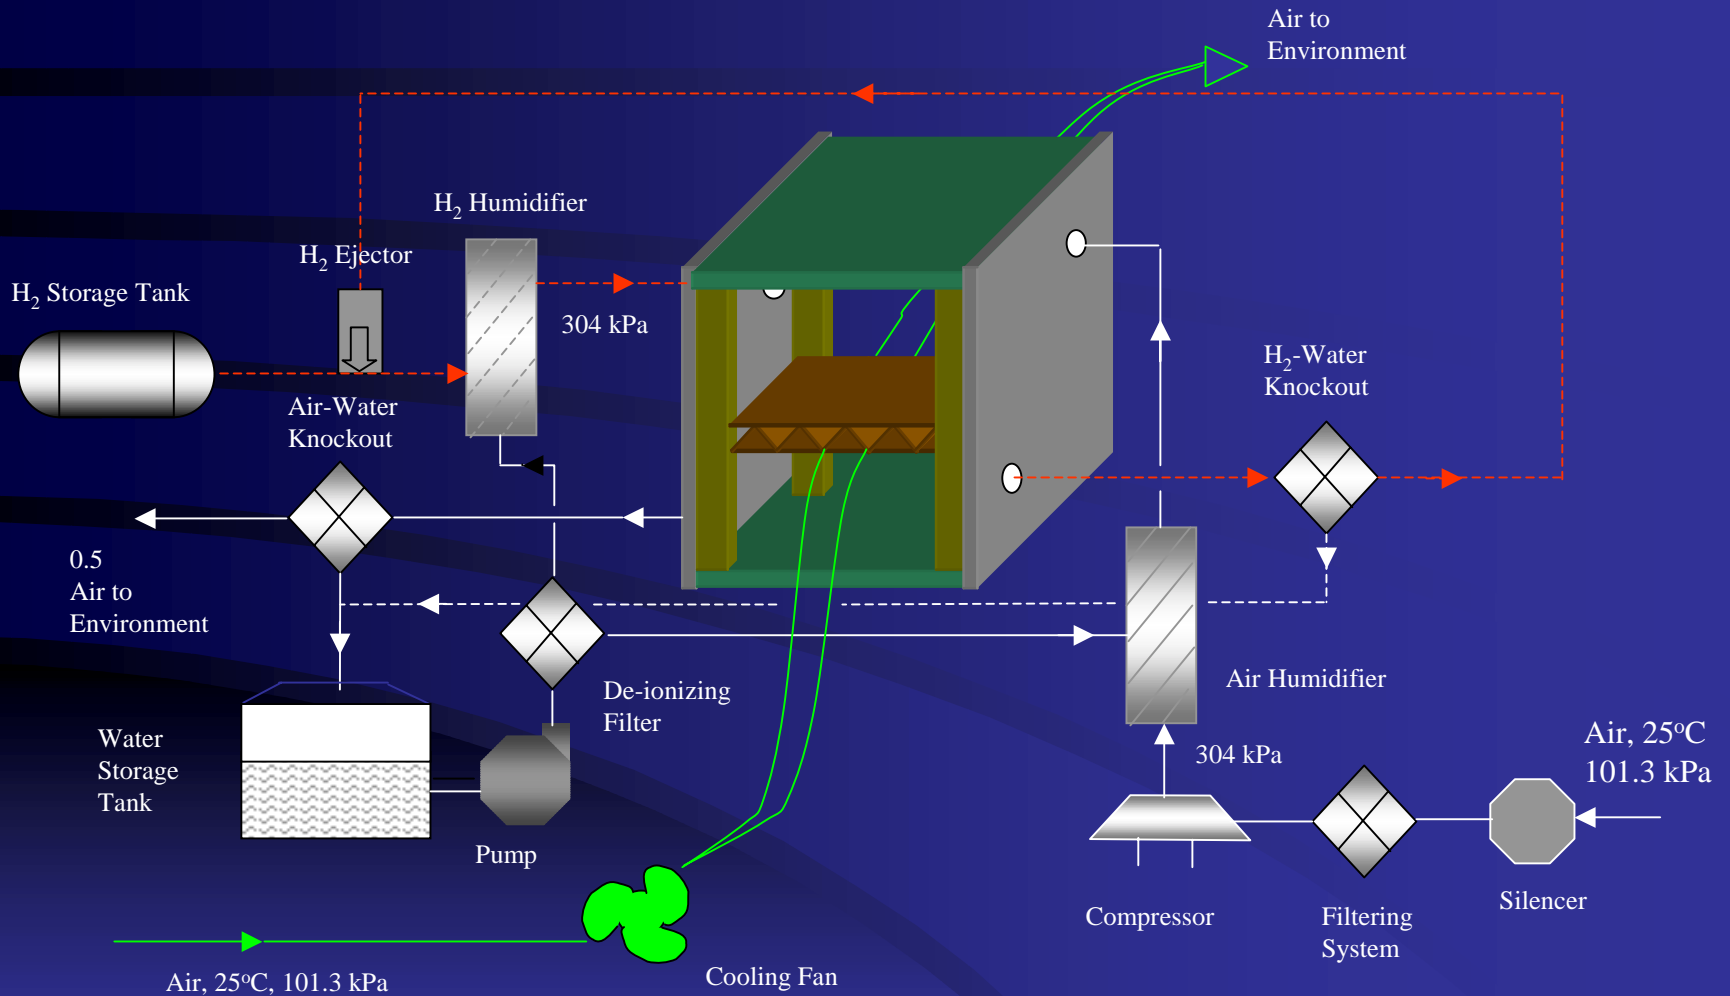 Air to
Environment
H₂ Humidifier
H₂ Ejector
H₂ Storage Tank
304 kPa
H₂-Water
Knockout
Air-Water
Knockout
0.5
Air to
Environment
Air Humidifier
De-ionizing
Filter
Water
Storage
Tank
304 kPa
Air, 25°C
101.3 kPa
Pump
Silencer
Compressor
Filtering
System
Cooling Fan
Air, 25°C, 101.3 kPa